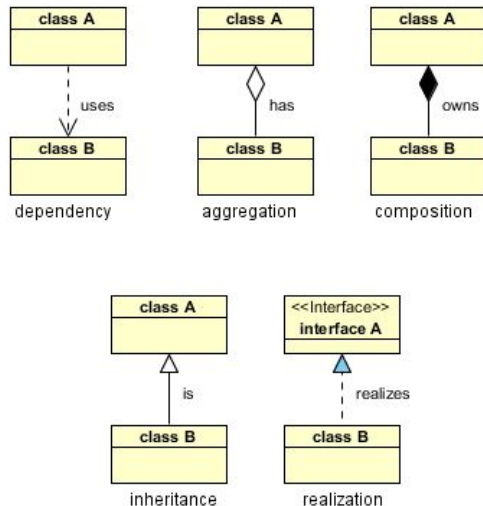 class A
class A
class A
uses
has
owns
class B
class B
class B
dependency
aggregation
composition
class A
<<Interface>>
interface A
is
realizes
class B
class B
inheritance
realization